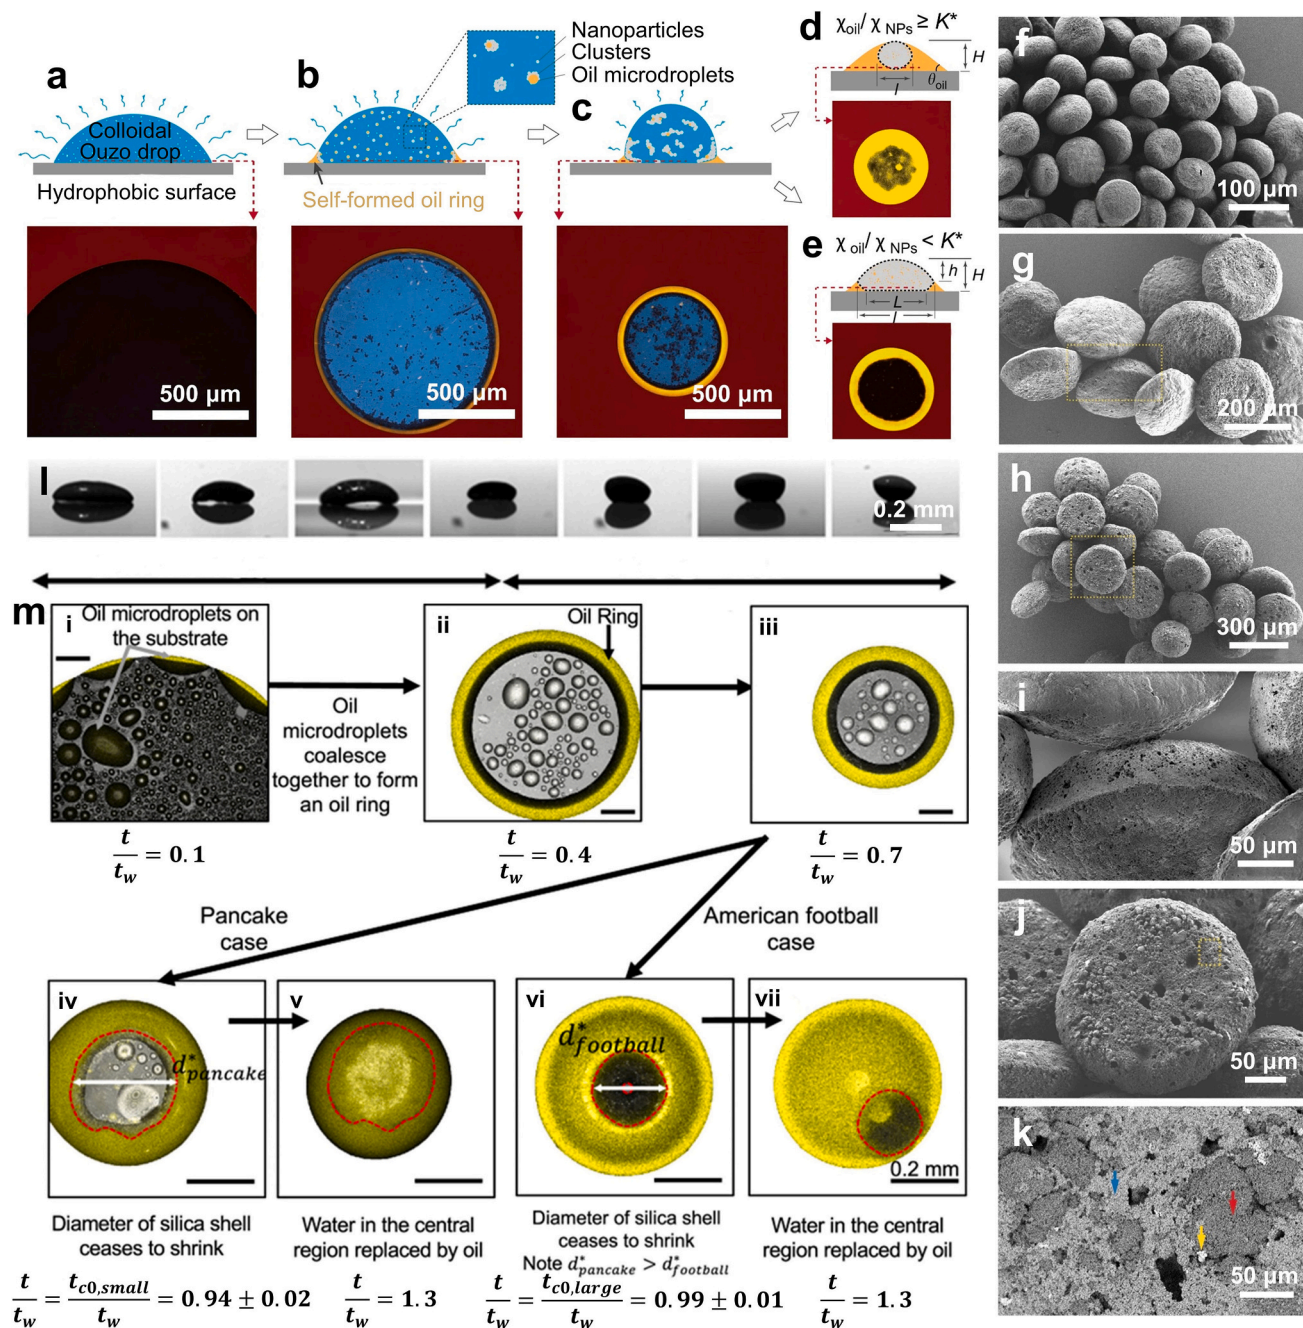 a
Colloidal
Ouzo drop
Hydrophobic surface
500 μm
b
Nanoparticles
Clusters
Oil microdroplets
Self-formed oil ring
500 μm
c
500 μm
d
χoil/ χ NPs ≥ K*
H
θoil
l
e
χ oil/ χ NPs < K*
h
H
L
l
f
100 μm
g
200 μm
h
300 μm
i
50 μm
j
50 μm
k
50 μm
l
0.2 mm
m
i
Oil microdroplets on
the substrate
t/tw = 0.1
Oil
microdroplets
coalesce
together to form
an oil ring
ii
Oil Ring
t/tw = 0.4
iii
t/tw = 0.7
Pancake
case
American football
case
iv
d*pancake
Diameter of silica shell
ceases to shrink
t/tw = tc0,small/tw = 0.94 ± 0.02
v
Water in the central
region replaced by oil
t/tw = 1.3
vi
d*football
Diameter of silica shell
ceases to shrink
Note d*pancake > d*football
t/tw = tc0,large/tw = 0.99 ± 0.01
vii
0.2 mm
Water in the central
region replaced by oil
t/tw = 1.3